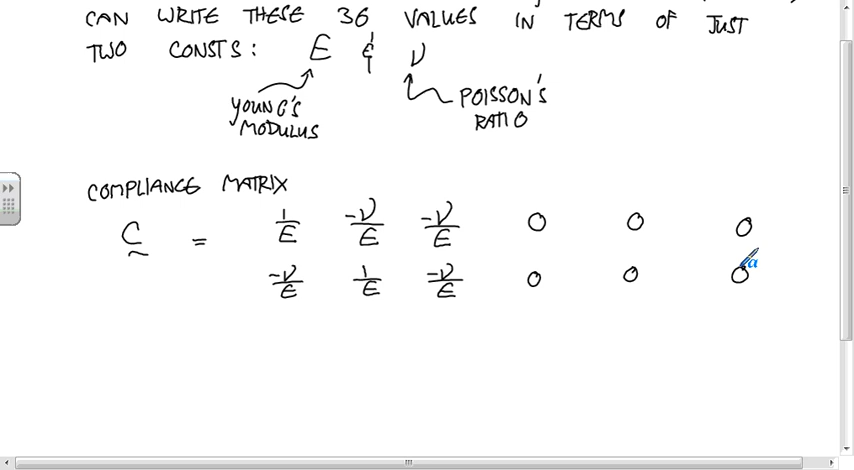 CAN WRITE THESE 36 VALUES IN TERMS OF JUST
TWO CONSTS: E & ν
YOUNG'S
MODULUS
POISSON'S
RATIO
COMPLIANCE MATRIX
C = 1/E -ν/E -ν/E 0 0 0
-ν/E 1/E -ν/E 0 0 0